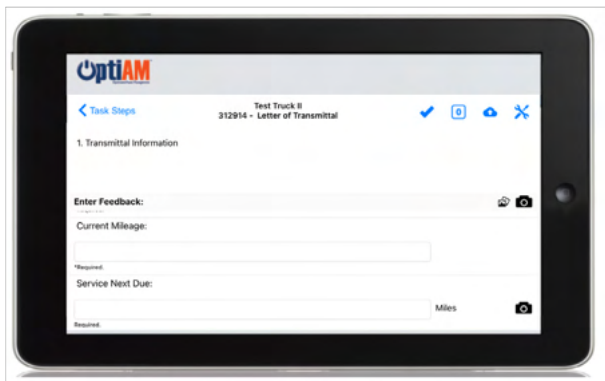 OptiAM
Task Steps
Test Truck II
312914 - Letter of Transmittal
0
1. Transmittal Information
Enter Feedback:
Current Mileage:
*Required.
Service Next Due:
Miles
Required.